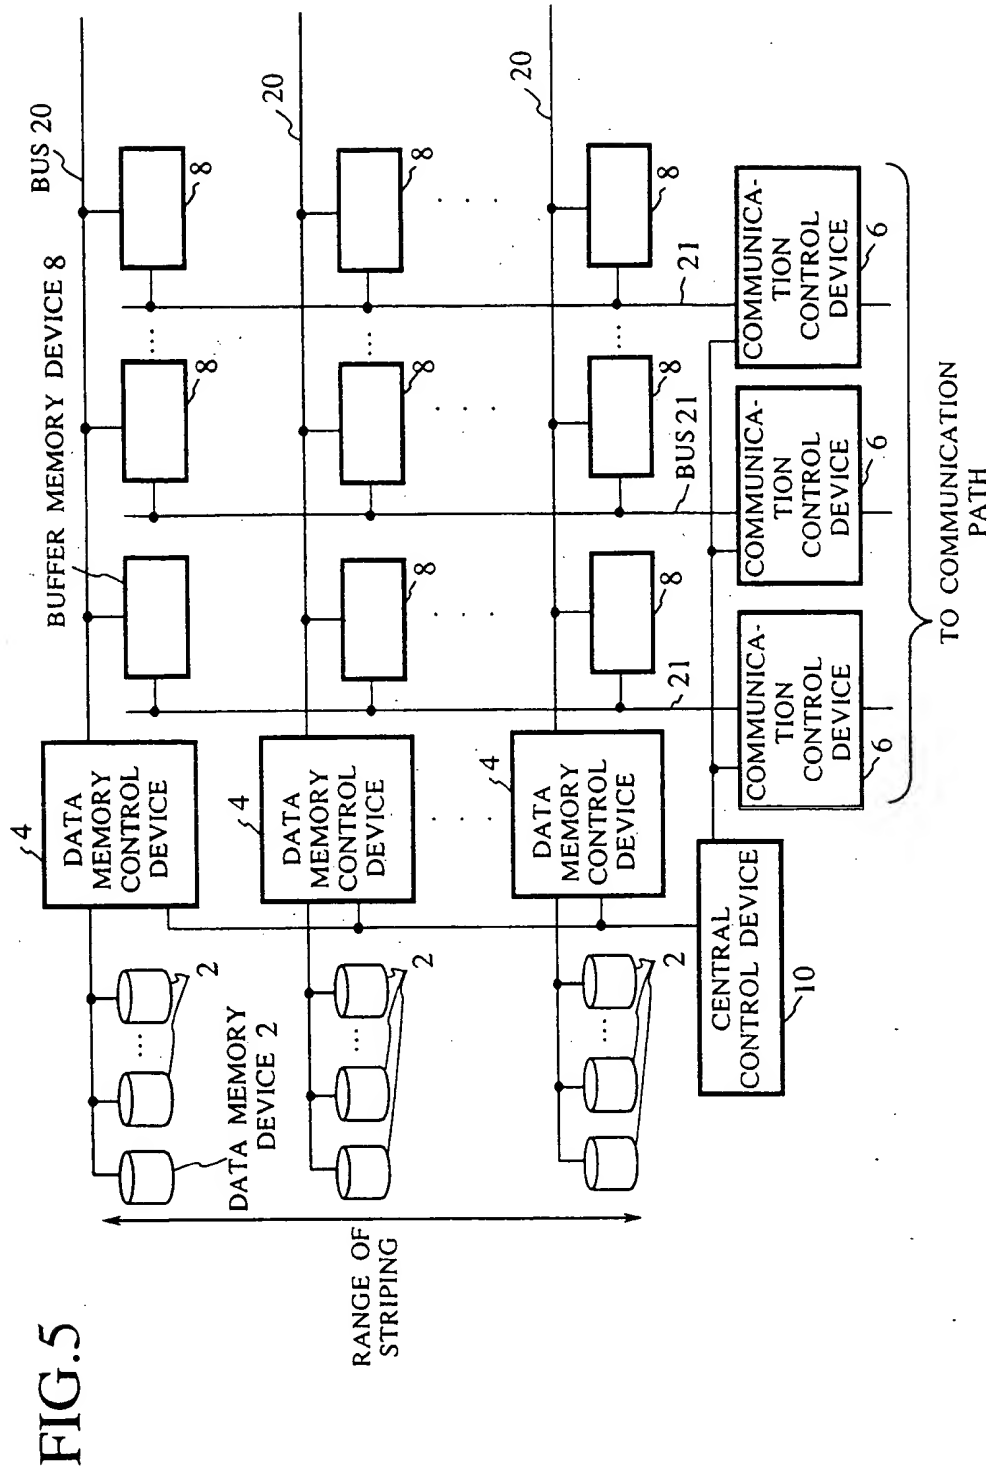 FIG.5
BUS 20
20
20
BUFFER MEMORY DEVICE 8
8
8
8
8
8
8
8
8
4
DATA
MEMORY
CONTROL
DEVICE
4
DATA
MEMORY
CONTROL
DEVICE
4
DATA
MEMORY
CONTROL
DEVICE
21
BUS 21
21
2
2
2
DATA MEMORY
DEVICE 2
RANGE OF
STRIPING
CENTRAL
CONTROL DEVICE
10
COMMUNICA-
TION
CONTROL
DEVICE
6
COMMUNICA-
TION
CONTROL
DEVICE
6
COMMUNICA-
TION
CONTROL
DEVICE
6
TO COMMUNICATION
PATH